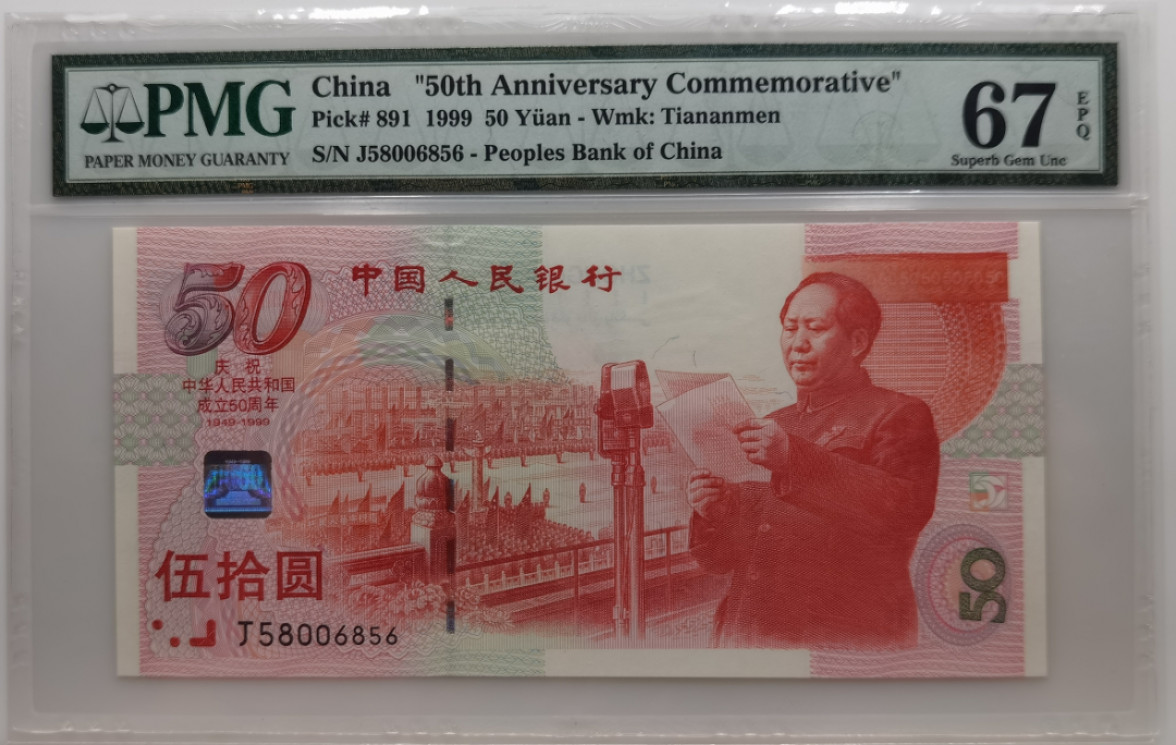 PMG
PAPER MONEY GUARANTY
China "50th Anniversary Commemorative"
Pick# 891 1999 50 Yüan - Wmk: Tiananmen
S/N J58006856 - Peoples Bank of China
67
EPQ
Superb Gem Unc
50
中国人民银行
庆祝
中华人民共和国
成立50周年
1949-1999
伍拾圆
J58006856
50